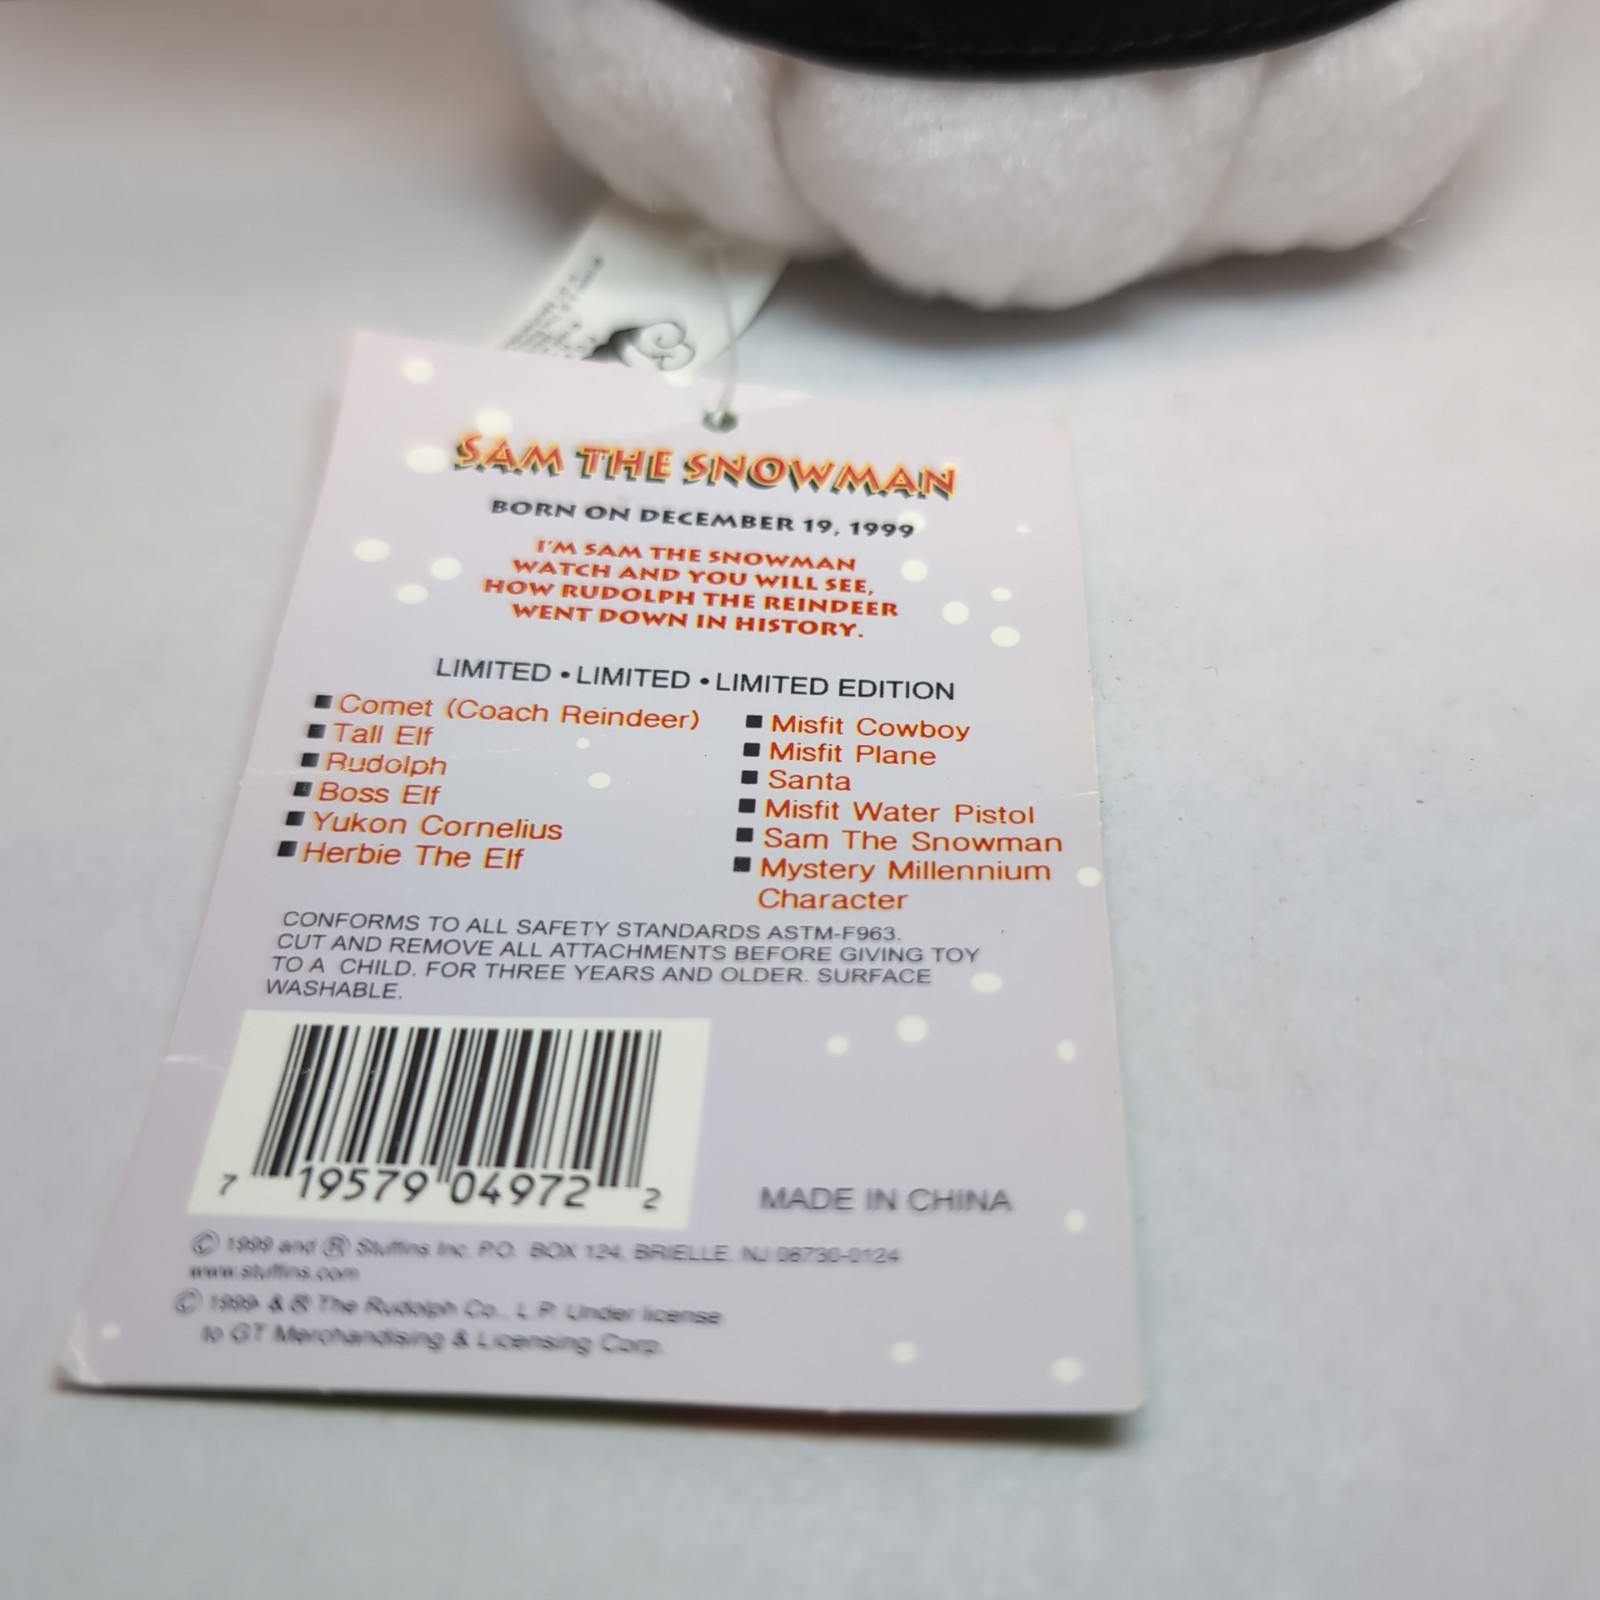 SAM THE SNOWMAN
BORN ON DECEMBER 19, 1999
I'M SAM THE SNOWMAN
WATCH AND YOU WILL SEE,
HOW RUDOLPH THE REINDEER
WENT DOWN IN HISTORY.
LIMITED • LIMITED • LIMITED EDITION
■ Comet (Coach Reindeer)
■ Tall Elf
■ Rudolph
■ Boss Elf
■ Yukon Cornelius
■ Herbie The Elf
■ Misfit Cowboy
■ Misfit Plane
■ Santa
■ Misfit Water Pistol
■ Sam The Snowman
■ Mystery Millennium
Character
CONFORMS TO ALL SAFETY STANDARDS ASTM-F963.
CUT AND REMOVE ALL ATTACHMENTS BEFORE GIVING TOY
TO A CHILD. FOR THREE YEARS AND OLDER. SURFACE
WASHABLE.
7 19579 04972 2
MADE IN CHINA
© 1999 and ® Stuffins Inc. P.O. BOX 124, BRIELLE, NJ 08730-0124
www.stuffins.com
© 1999 & ® The Rudolph Co., L.P. Under license
to GT Merchandising & Licensing Corp.